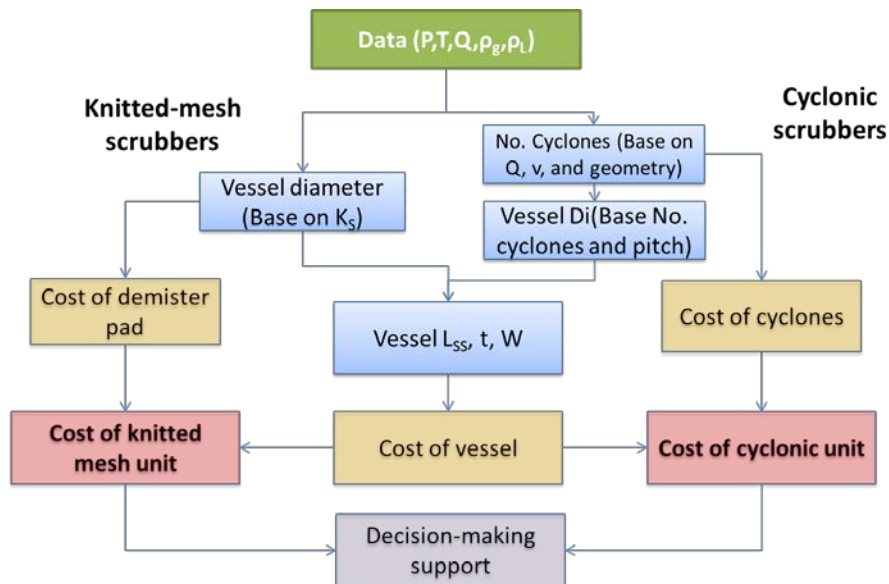 Data (P,T,Q,ρg,ρL)
Knitted-mesh
scrubbers
Cyclonic
scrubbers
No. Cyclones (Base on
Q, v, and geometry)
Vessel diameter
(Base on KS)
Vessel Di(Base No.
cyclones and pitch)
Cost of demister
pad
Vessel LSS, t, W
Cost of cyclones
Cost of knitted
mesh unit
Cost of vessel
Cost of cyclonic unit
Decision-making
support